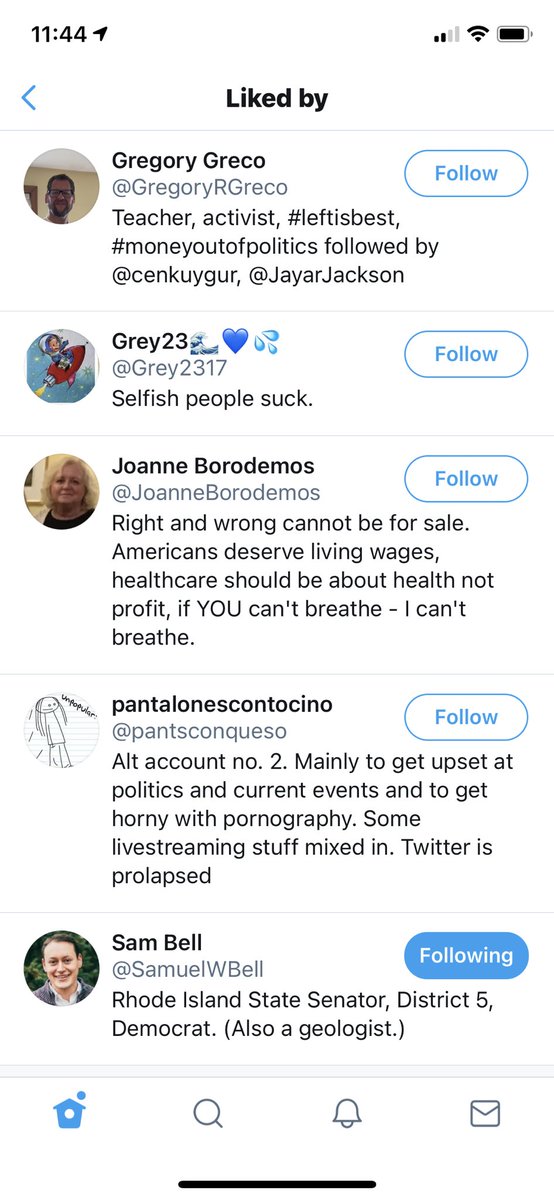 11:44
Liked by
Gregory Greco
Follow
@GregoryRGreco
Teacher, activist, #leftisbest,
#moneyoutofpolitics followed by
@cenkuygur, @JayarJackson
Grey23🌊💙💦
Follow
@Grey2317
Selfish people suck.
Joanne Borodemos
Follow
@JoanneBorodemos
Right and wrong cannot be for sale.
Americans deserve living wages,
healthcare should be about health not
profit, if YOU can't breathe - I can't
breathe.
unpopular
pantalonescontocino
Follow
@pantsconqueso
Alt account no. 2. Mainly to get upset at
politics and current events and to get
horny with pornography. Some
livestreaming stuff mixed in. Twitter is
prolapsed
Sam Bell
Following
@SamuelWBell
Rhode Island State Senator, District 5,
Democrat. (Also a geologist.)